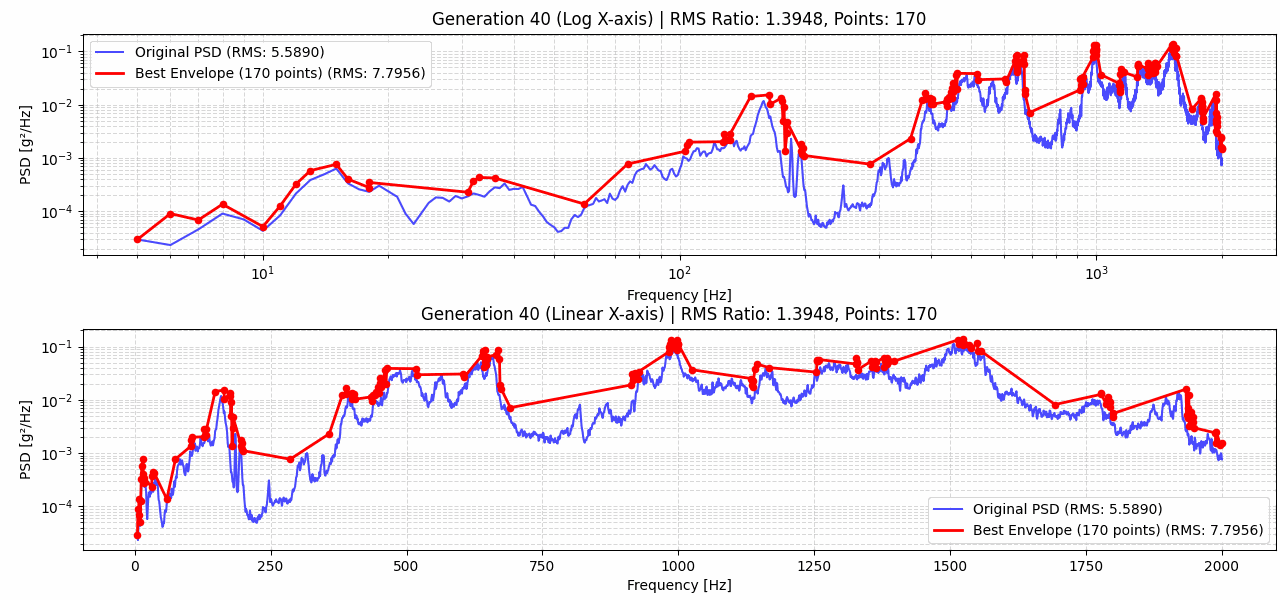 Generation 40 (Log X-axis) | RMS Ratio: 1.3948, Points: 170
Original PSD (RMS: 5.5890)
Best Envelope (170 points) (RMS: 7.7956)
PSD [g²/Hz]
10⁻¹
10⁻²
10⁻³
10⁻⁴
10¹ 10² 10³
Frequency [Hz]
Generation 40 (Linear X-axis) | RMS Ratio: 1.3948, Points: 170
PSD [g²/Hz]
10⁻¹
10⁻²
10⁻³
10⁻⁴
Original PSD (RMS: 5.5890)
Best Envelope (170 points) (RMS: 7.7956)
0 250 500 750 1000 1250 1500 1750 2000
Frequency [Hz]